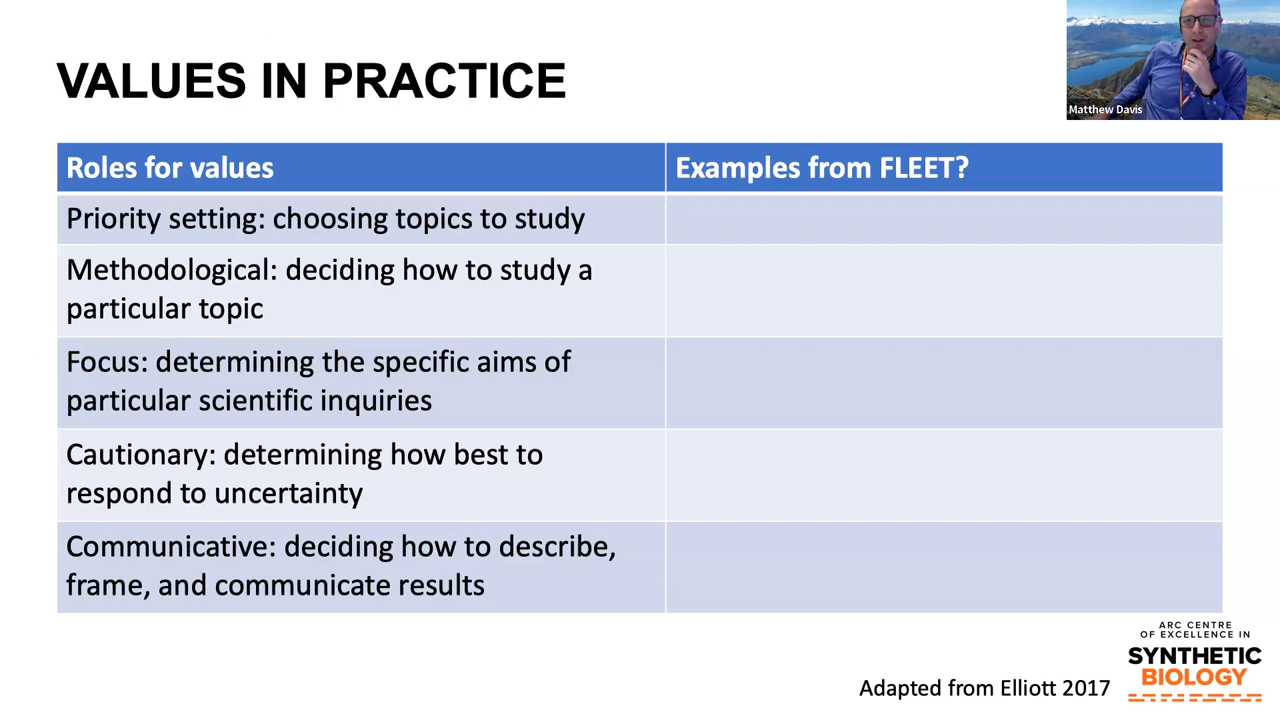 Matthew Davis
VALUES IN PRACTICE
Roles for values
Examples from FLEET?
Priority setting: choosing topics to study
Methodological: deciding how to study a
particular topic
Focus: determining the specific aims of
particular scientific inquiries
Cautionary: determining how best to
respond to uncertainty
Communicative: deciding how to describe,
frame, and communicate results
Adapted from Elliott 2017
ARC CENTRE
OF EXCELLENCE IN
SYNTHETIC
BIOLOGY